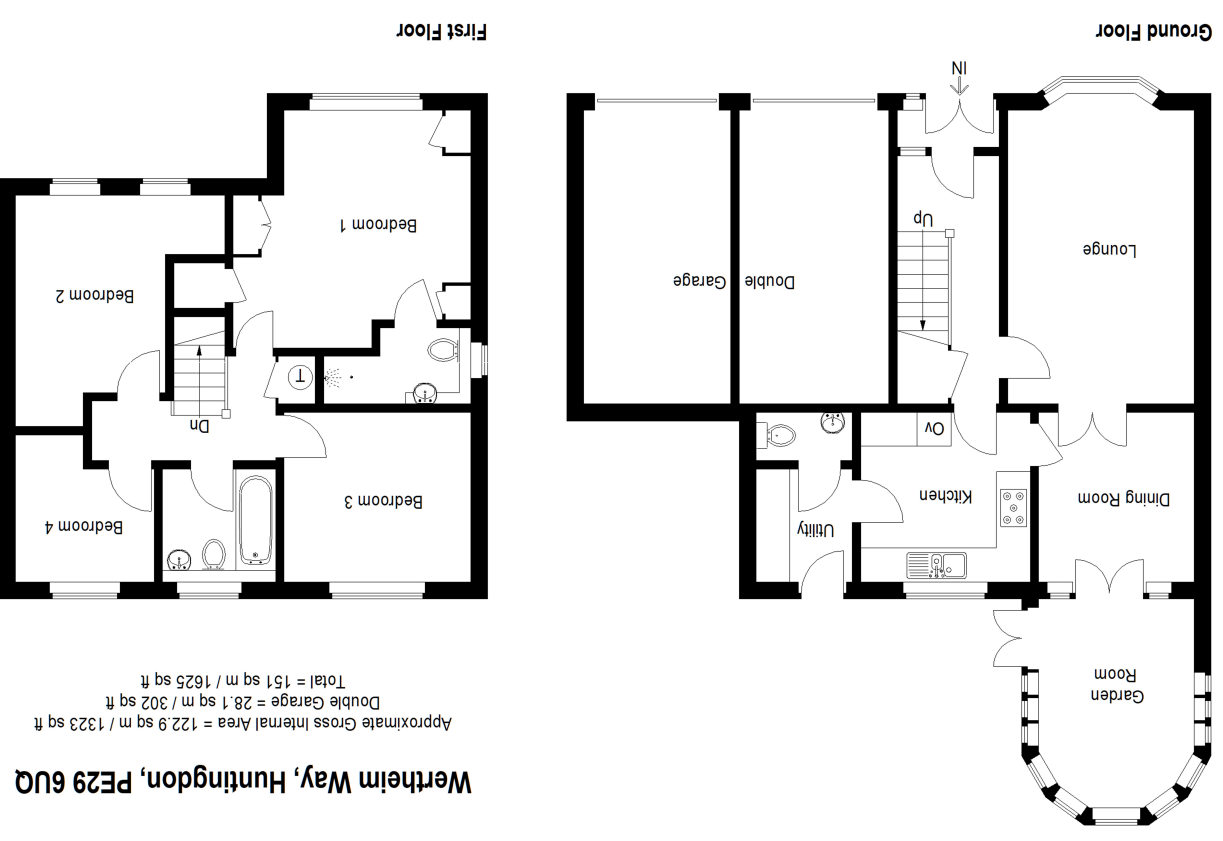 Wertheim Way, Huntingdon, PE29 6UQ
Approximate Gross Internal Area = 122.9 sq m / 1323 sq ft
Double Garage = 28.1 sq m / 302 sq ft
Total = 151 sq m / 1625 sq ft
Garden
Room
Dining Room
Kitchen
Utility
Ov
Lounge
Up
Double
Garage
IN
Ground Floor
Bedroom 3
Bedroom 4
Dn
T
Bedroom 2
Bedroom 1
First Floor